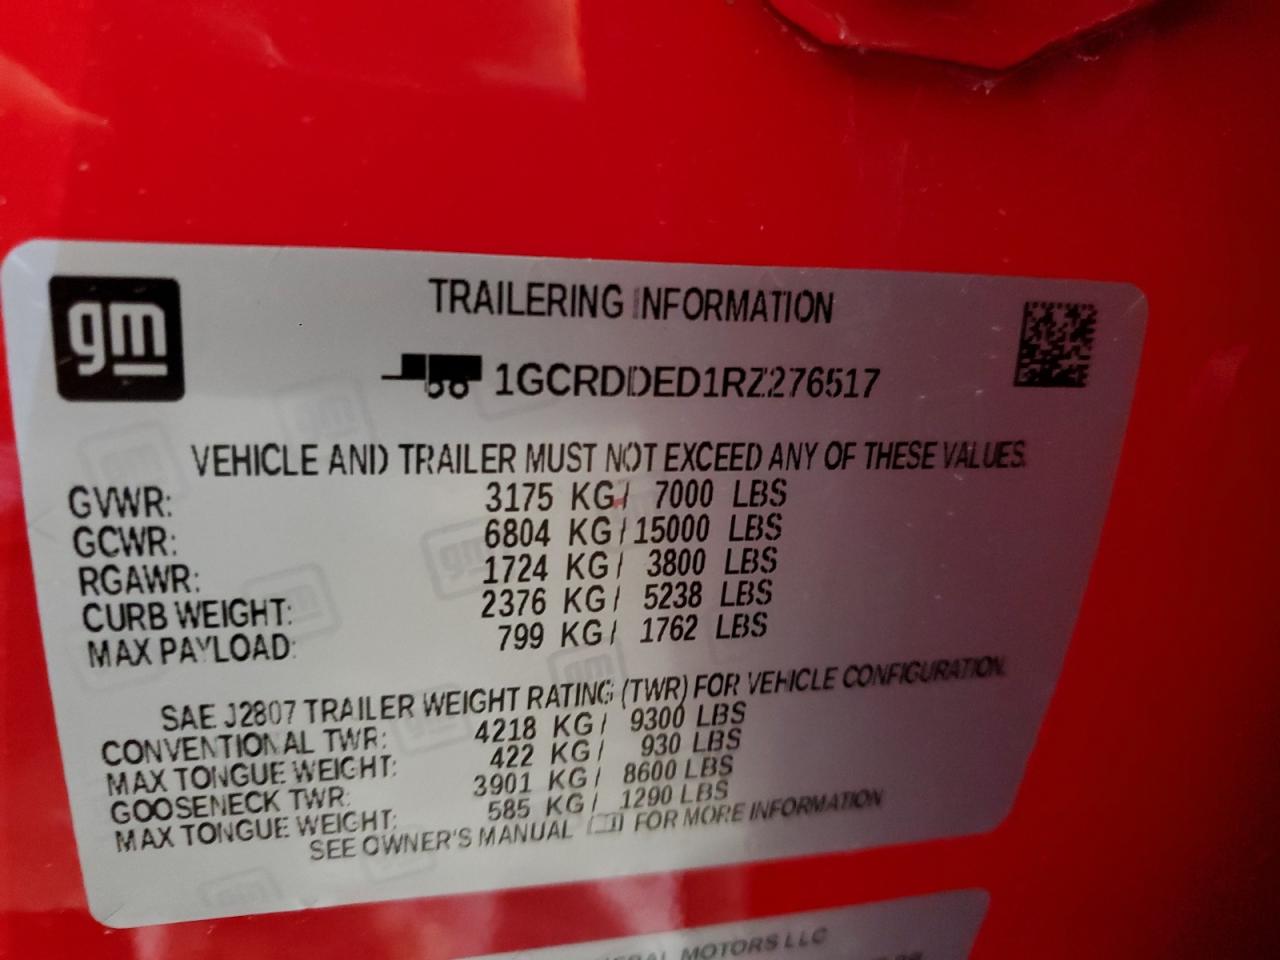 gm
TRAILERING INFORMATION
1GCRDDED1RZ276517
VEHICLE AND TRAILER MUST NOT EXCEED ANY OF THESE VALUES.
GVWR: 3175 KG/ 7000 LBS
GCWR: 6804 KG/15000 LBS
RGAWR: 1724 KG/ 3800 LBS
CURB WEIGHT: 2376 KG/ 5238 LBS
MAX PAYLOAD: 799 KG/ 1762 LBS
SAE J2807 TRAILER WEIGHT RATING (TWR) FOR VEHICLE CONFIGURATION.
CONVENTIONAL TWR: 4218 KG/ 9300 LBS
MAX TONGUE WEIGHT: 422 KG/ 930 LBS
GOOSENECK TWR: 3901 KG/ 8600 LBS
MAX TONGUE WEIGHT: 585 KG/ 1290 LBS
SEE OWNER'S MANUAL FOR MORE INFORMATION
MOTORS LLC